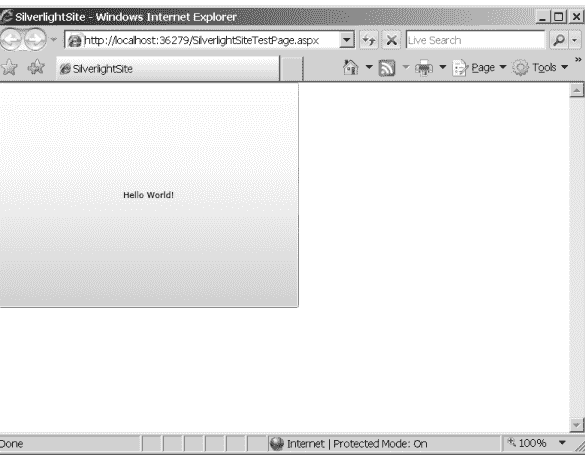 SilverlightSite - Windows Internet Explorer
http://localhost:36279/SilverlightSiteTestPage.aspx
Live Search
SilverlightSite
Page
Tools
»
Hello World!
Done
Internet | Protected Mode: On
100%